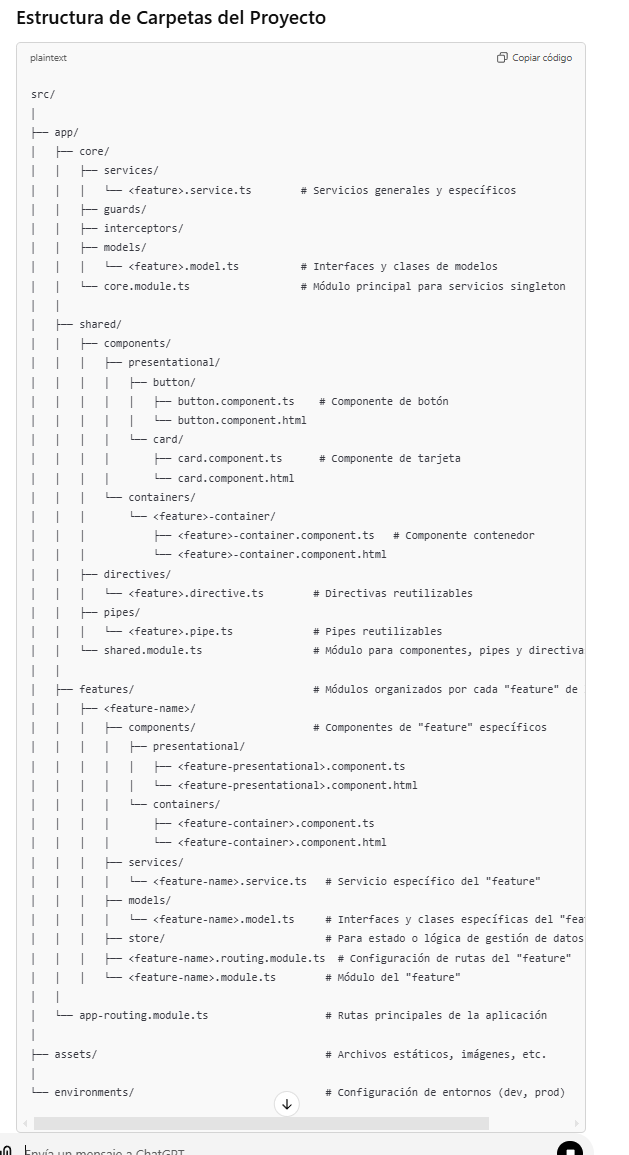 Estructura de Carpetas del Proyecto
plaintext
Copiar código
src/
│
├── app/
│   ├── core/
│   │   ├── services/
│   │   │   └── <feature>.service.ts        # Servicios generales y específicos
│   │   ├── guards/
│   │   ├── interceptors/
│   │   ├── models/
│   │   │   └── <feature>.model.ts          # Interfaces y clases de modelos
│   │   └── core.module.ts                  # Módulo principal para servicios singleton
│   │
│   ├── shared/
│   │   ├── components/
│   │   │   ├── presentational/
│   │   │   │   ├── button/
│   │   │   │   │   ├── button.component.ts    # Componente de botón
│   │   │   │   │   └── button.component.html
│   │   │   │   └── card/
│   │   │   │       ├── card.component.ts      # Componente de tarjeta
│   │   │   │       └── card.component.html
│   │   │   └── containers/
│   │   │       └── <feature>-container/
│   │   │           ├── <feature>-container.component.ts   # Componente contenedor
│   │   │           └── <feature>-container.component.html
│   │   ├── directives/
│   │   │   └── <feature>.directive.ts        # Directivas reutilizables
│   │   ├── pipes/
│   │   │   └── <feature>.pipe.ts             # Pipes reutilizables
│   │   └── shared.module.ts                  # Módulo para componentes, pipes y directiva
│   │
│   ├── features/                             # Módulos organizados por cada "feature" de
│   │   ├── <feature-name>/
│   │   │   ├── components/                   # Componentes de "feature" específicos
│   │   │   │   ├── presentational/
│   │   │   │   │   ├── <feature-presentational>.component.ts
│   │   │   │   │   └── <feature-presentational>.component.html
│   │   │   │   └── containers/
│   │   │   │       ├── <feature-container>.component.ts
│   │   │   │       └── <feature-container>.component.html
│   │   │   ├── services/
│   │   │   │   └── <feature-name>.service.ts   # Servicio específico del "feature"
│   │   │   ├── models/
│   │   │   │   └── <feature-name>.model.ts     # Interfaces y clases específicas del "fea
│   │   │   ├── store/                          # Para estado o lógica de gestión de datos
│   │   │   ├── <feature-name>.routing.module.ts  # Configuración de rutas del "feature"
│   │   │   └── <feature-name>.module.ts        # Módulo del "feature"
│   │
│   └── app-routing.module.ts                   # Rutas principales de la aplicación
│
├── assets/                                     # Archivos estáticos, imágenes, etc.
│
└── environments/                               # Configuración de entornos (dev, prod)
Envía un mensaje a ChatGPT